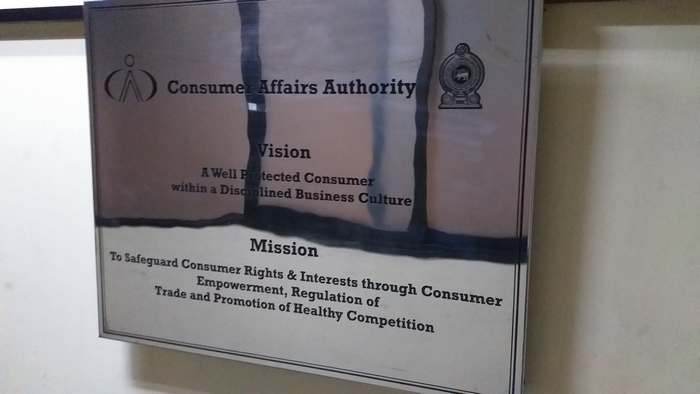 Consumer Affairs Authority
Vision
A Well Protected Consumer
within a Disciplined Business Culture
Mission
To Safeguard Consumer Rights & Interests through Consumer
Empowerment, Regulation of
Trade and Promotion of Healthy Competition